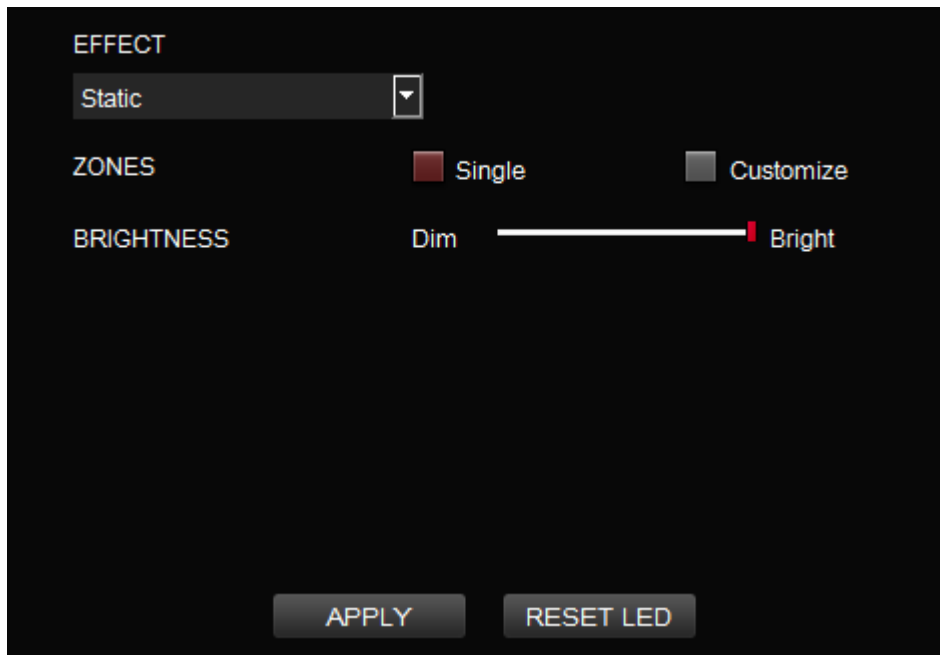 EFFECT
Static
ZONES Single Customize
BRIGHTNESS Dim Bright
APPLY RESET LED